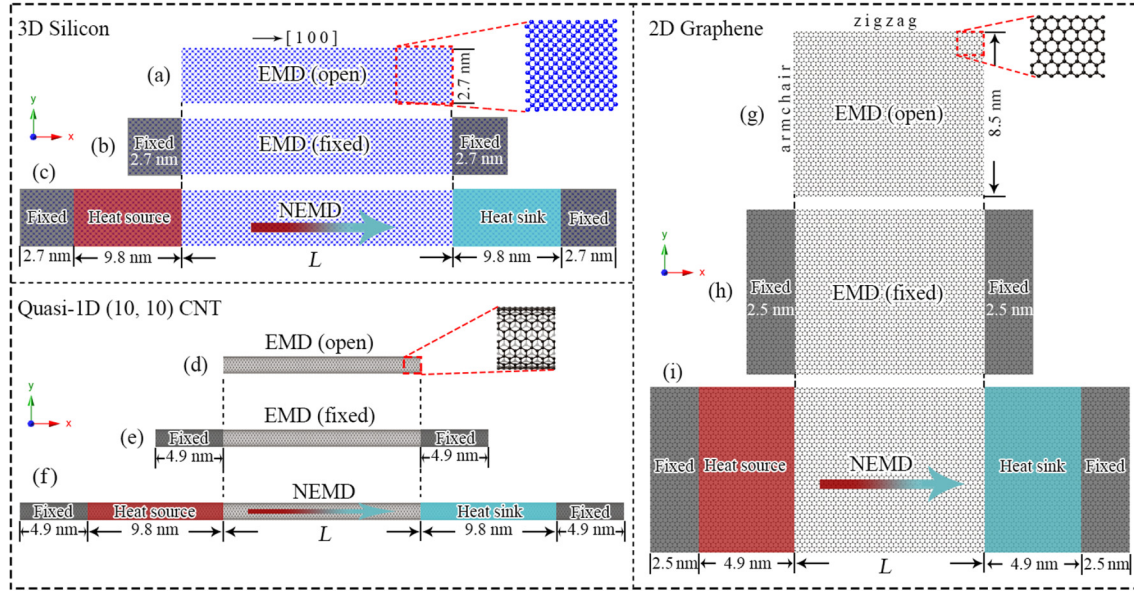 3D Silicon
[100]
(a)
EMD (open)
2.7 nm
y
x
(b)
Fixed
2.7 nm
EMD (fixed)
Fixed
2.7 nm
(c)
Fixed
Heat source
NEMD
Heat sink
Fixed
2.7 nm
9.8 nm
L
9.8 nm
2.7 nm
Quasi-1D (10, 10) CNT
EMD (open)
(d)
y
x
EMD (fixed)
(e)
Fixed
Fixed
4.9 nm
4.9 nm
(f)
NEMD
Fixed
Heat source
Heat sink
Fixed
4.9 nm
9.8 nm
L
9.8 nm
4.9 nm
2D Graphene
zigzag
armchair
(g)
EMD (open)
8.5 nm
y
x
(h)
Fixed
2.5 nm
EMD (fixed)
Fixed
2.5 nm
(i)
Fixed
Heat source
NEMD
Heat sink
Fixed
2.5 nm
4.9 nm
L
4.9 nm
2.5 nm